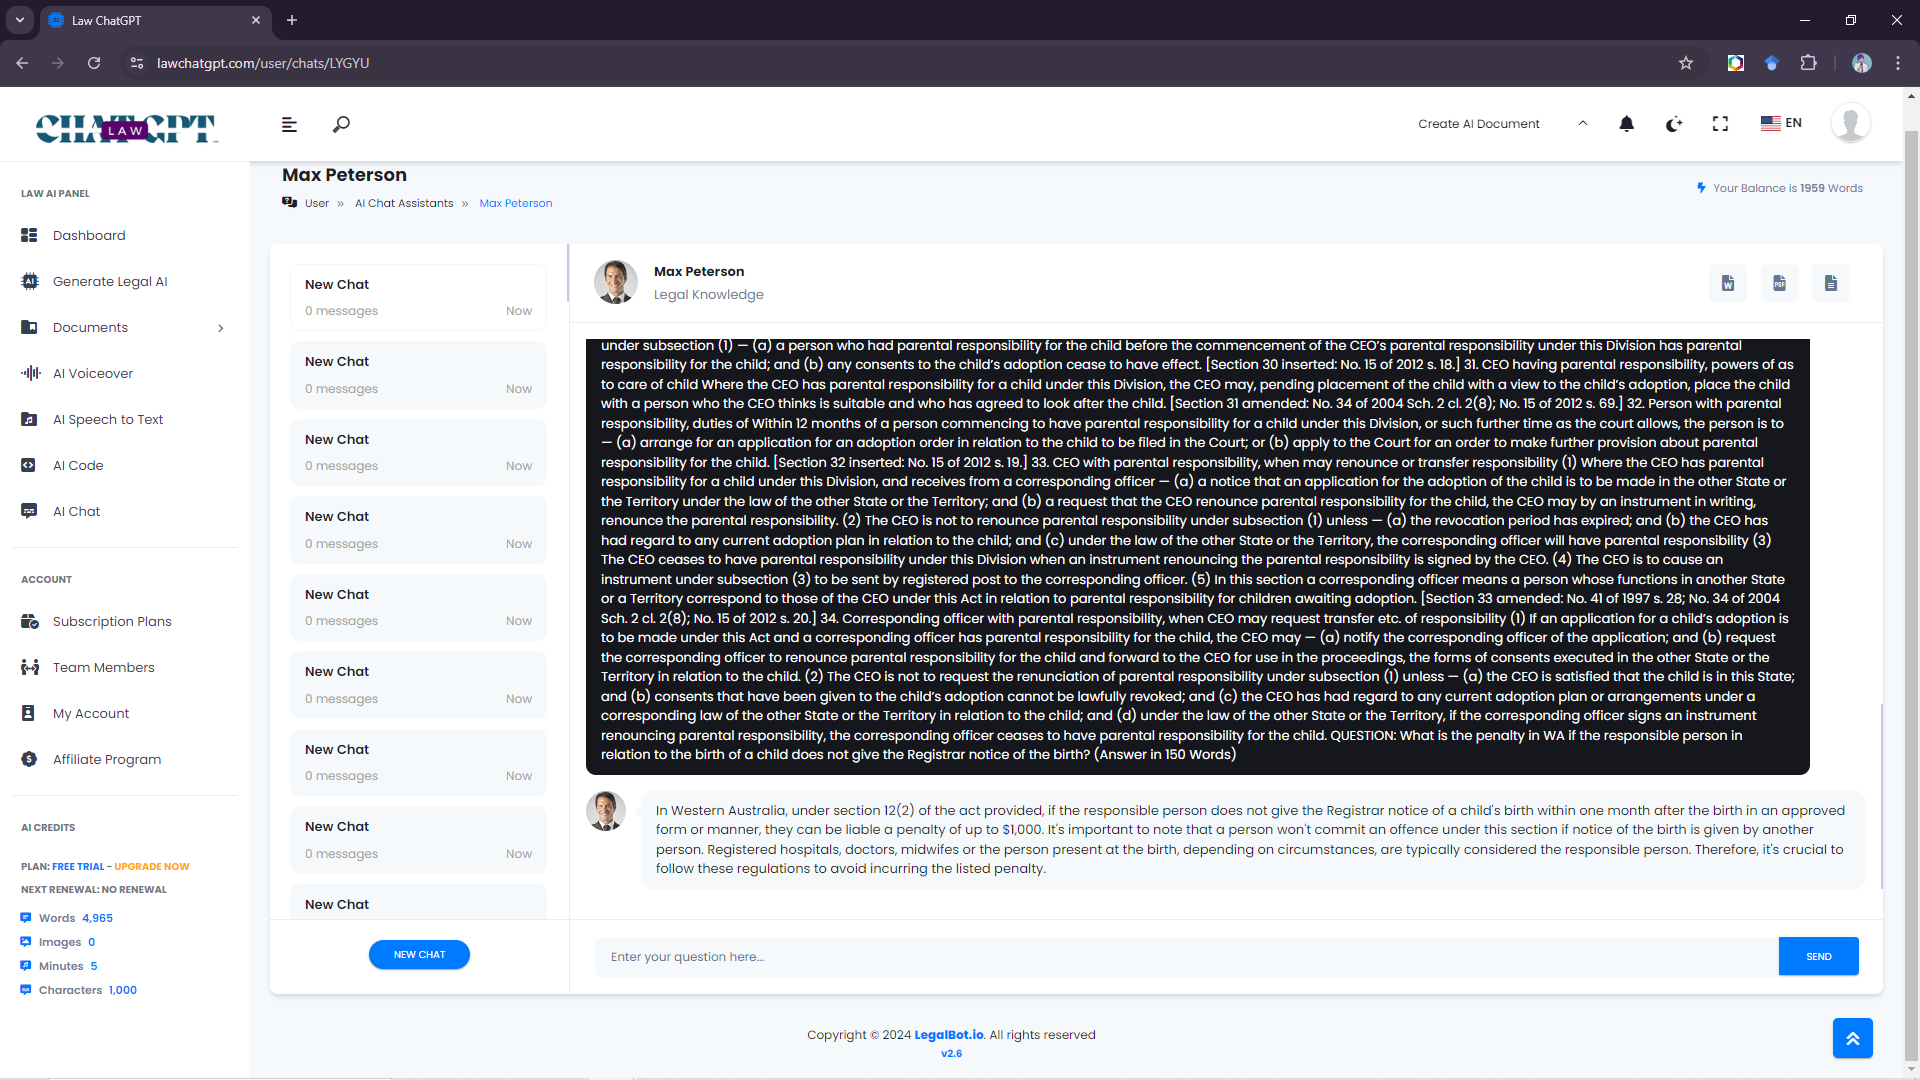 Law ChatGPT
lawchatgpt.com/user/chats/LYGYU
CHATGPT
LAW
Create AI Document
EN
LAW AI PANEL
Dashboard
Generate Legal AI
Documents
AI Voiceover
AI Speech to Text
AI Code
AI Chat
ACCOUNT
Subscription Plans
Team Members
My Account
Affiliate Program
AI CREDITS
PLAN: FREE TRIAL - UPGRADE NOW
NEXT RENEWAL: NO RENEWAL
Words 4,965
Images 0
Minutes 5
Characters 1,000
Max Peterson
User » AI Chat Assistants » Max Peterson
Your Balance is 1959 Words
New Chat
0 messages Now
New Chat
0 messages Now
New Chat
0 messages Now
New Chat
0 messages Now
New Chat
0 messages Now
New Chat
0 messages Now
New Chat
0 messages Now
New Chat
0 messages Now
New Chat
NEW CHAT
Max Peterson
Legal Knowledge
under subsection (1) — (a) a person who had parental responsibility for the child before the commencement of the CEO’s parental responsibility under this Division has parental
responsibility for the child; and (b) any consents to the child’s adoption cease to have effect. [Section 30 inserted: No. 15 of 2012 s. 18.] 31. CEO having parental responsibility, powers of as
to care of child Where the CEO has parental responsibility for a child under this Division, the CEO may, pending placement of the child with a view to the child’s adoption, place the child
with a person who the CEO thinks is suitable and who has agreed to look after the child. [Section 31 amended: No. 34 of 2004 Sch. 2 cl. 2(8); No. 15 of 2012 s. 69.] 32. Person with parental
responsibility, duties of Within 12 months of a person commencing to have parental responsibility for a child under this Division, or such further time as the court allows, the person is to
— (a) arrange for an application for an adoption order in relation to the child to be filed in the Court; or (b) apply to the Court for an order to make further provision about parental
responsibility for the child. [Section 32 inserted: No. 15 of 2012 s. 19.] 33. CEO with parental responsibility, when may renounce or transfer responsibility (1) Where the CEO has parental
responsibility for a child under this Division, and receives from a corresponding officer — (a) a notice that an application for the adoption of the child is to be made in the other State or
the Territory under the law of the other State or the Territory; and (b) a request that the CEO renounce parental responsibility for the child, the CEO may by an instrument in writing,
renounce the parental responsibility. (2) The CEO is not to renounce parental responsibility under subsection (1) unless — (a) the revocation period has expired; and (b) the CEO has
had regard to any current adoption plan in relation to the child; and (c) under the law of the other State or the Territory, the corresponding officer will have parental responsibility (3)
The CEO ceases to have parental responsibility under this Division when an instrument renouncing the parental responsibility is signed by the CEO. (4) The CEO is to cause an
instrument under subsection (3) to be sent by registered post to the corresponding officer. (5) In this section a corresponding officer means a person whose functions in another State
or a Territory correspond to those of the CEO under this Act in relation to parental responsibility for children awaiting adoption. [Section 33 amended: No. 41 of 1997 s. 28; No. 34 of 2004
Sch. 2 cl. 2(8); No. 15 of 2012 s. 20.] 34. Corresponding officer with parental responsibility, when CEO may request transfer etc. of responsibility (1) If an application for a child’s adoption is
to be made under this Act and a corresponding officer has parental responsibility for the child, the CEO may — (a) notify the corresponding officer of the application; and (b) request
the corresponding officer to renounce parental responsibility for the child and forward to the CEO for use in the proceedings, the forms of consents executed in the other State or the
Territory in relation to the child. (2) The CEO is not to request the renunciation of parental responsibility under subsection (1) unless — (a) the CEO is satisfied that the child is in this State;
and (b) consents that have been given to the child’s adoption cannot be lawfully revoked; and (c) the CEO has had regard to any current adoption plan or arrangements under a
corresponding law of the other State or the Territory in relation to the child; and (d) under the law of the other State or the Territory, if the corresponding officer signs an instrument
renouncing parental responsibility, the corresponding officer ceases to have parental responsibility for the child. QUESTION: What is the penalty in WA if the responsible person in
relation to the birth of a child does not give the Registrar notice of the birth? (Answer in 150 Words)
In Western Australia, under section 12(2) of the act provided, if the responsible person does not give the Registrar notice of a child's birth within one month after the birth in an approved
form or manner, they can be liable a penalty of up to $1,000. It's important to note that a person won't commit an offence under this section if notice of the birth is given by another
person. Registered hospitals, doctors, midwifes or the person present at the birth, depending on circumstances, are typically considered the responsible person. Therefore, it's crucial to
follow these regulations to avoid incurring the listed penalty.
Enter your question here...
SEND
Copyright © 2024 LegalBot.io. All rights reserved
v2.6